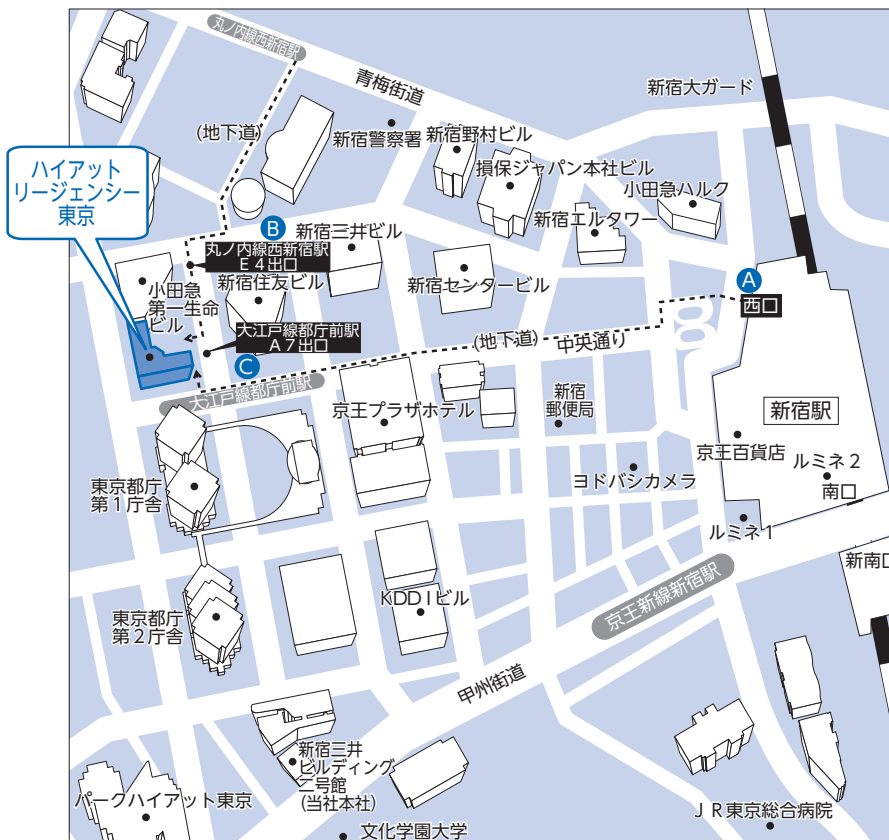 丸ノ内線西新宿駅
青梅街道
新宿大ガード
(地下道)
新宿警察署
新宿野村ビル
損保ジャパン本社ビル
小田急ハルク
新宿エルタワー
ハイアット
リージェンシー
東京
B
新宿三井ビル
丸ノ内線西新宿駅
E4出口
新宿住友ビル
新宿センタービル
A
西口
小田急
第一生命
ビル
大江戸線都庁前駅
A7出口
(地下道)
中央通り
C
大江戸線都庁前駅
京王プラザホテル
新宿
郵便局
新宿駅
京王百貨店
ルミネ2
南口
ヨドバシカメラ
東京都庁
第1庁舎
ルミネ1
新南口
京王新線新宿駅
KDDIビル
東京都庁
第2庁舎
甲州街道
新宿三井
ビルディング
二号館
(当社本社)
パークハイアット東京
JR東京総合病院
文化学園大学